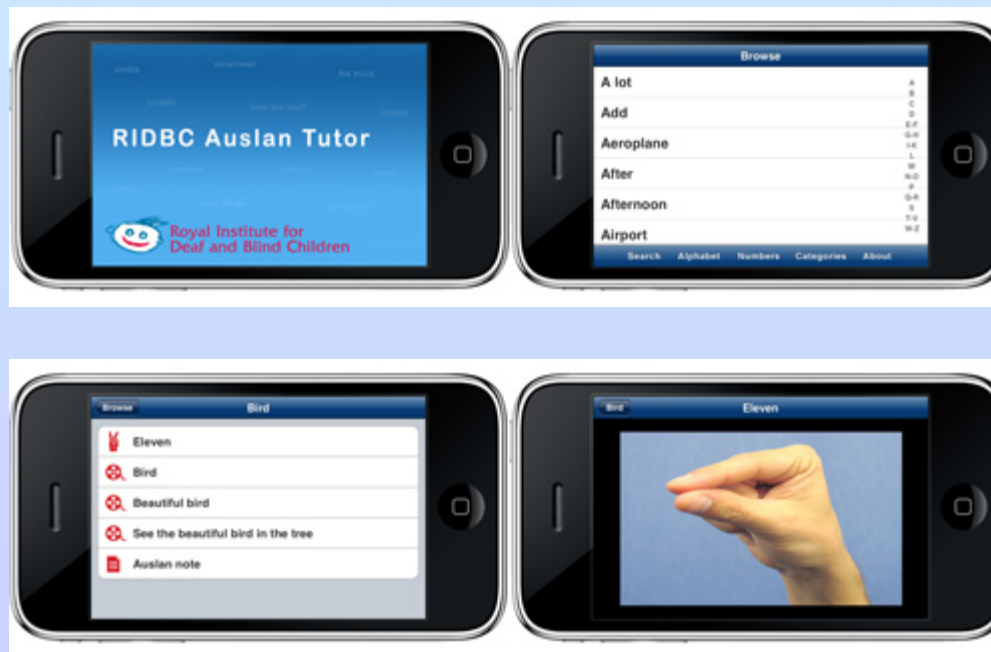 RIDBC Auslan Tutor
Royal Institute for
Deaf and Blind Children
Browse
A lot
Add
Aeroplane
After
Afternoon
Airport
A
B
C
D
E-F
G-H
I-K
L
M
N-O
P
Q-R
S
T-V
W-Z
Search Alphabet Numbers Categories About
Browse Bird
Eleven
Bird
Beautiful bird
See the beautiful bird in the tree
Auslan note
Bird Eleven